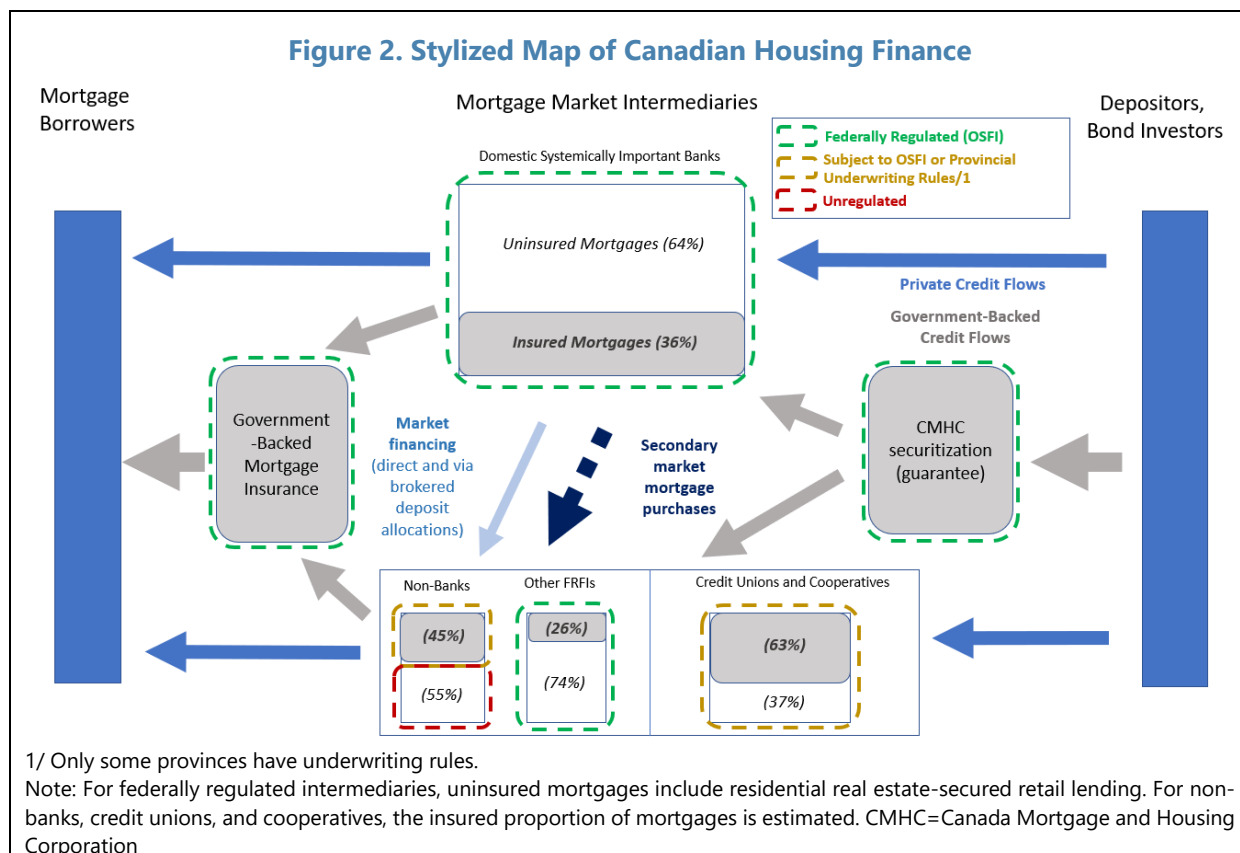 Figure 2. Stylized Map of Canadian Housing Finance
Mortgage
Borrowers
Mortgage Market Intermediaries
Depositors,
Bond Investors
Federally Regulated (OSFI)
Subject to OSFI or Provincial
Underwriting Rules/1
Unregulated
Domestic Systemically Important Banks
Uninsured Mortgages (64%)
Insured Mortgages (36%)
Private Credit Flows
Government-Backed
Credit Flows
Government
-Backed
Mortgage
Insurance
Market
financing
(direct and via
brokered
deposit
allocations)
Secondary
market
mortgage
purchases
CMHC
securitization
(guarantee)
Non-Banks
Other FRFIs
Credit Unions and Cooperatives
(45%)
(26%)
(63%)
(55%)
(74%)
(37%)
1/ Only some provinces have underwriting rules.
Note: For federally regulated intermediaries, uninsured mortgages include residential real estate-secured retail lending. For non-
banks, credit unions, and cooperatives, the insured proportion of mortgages is estimated. CMHC=Canada Mortgage and Housing
Corporation